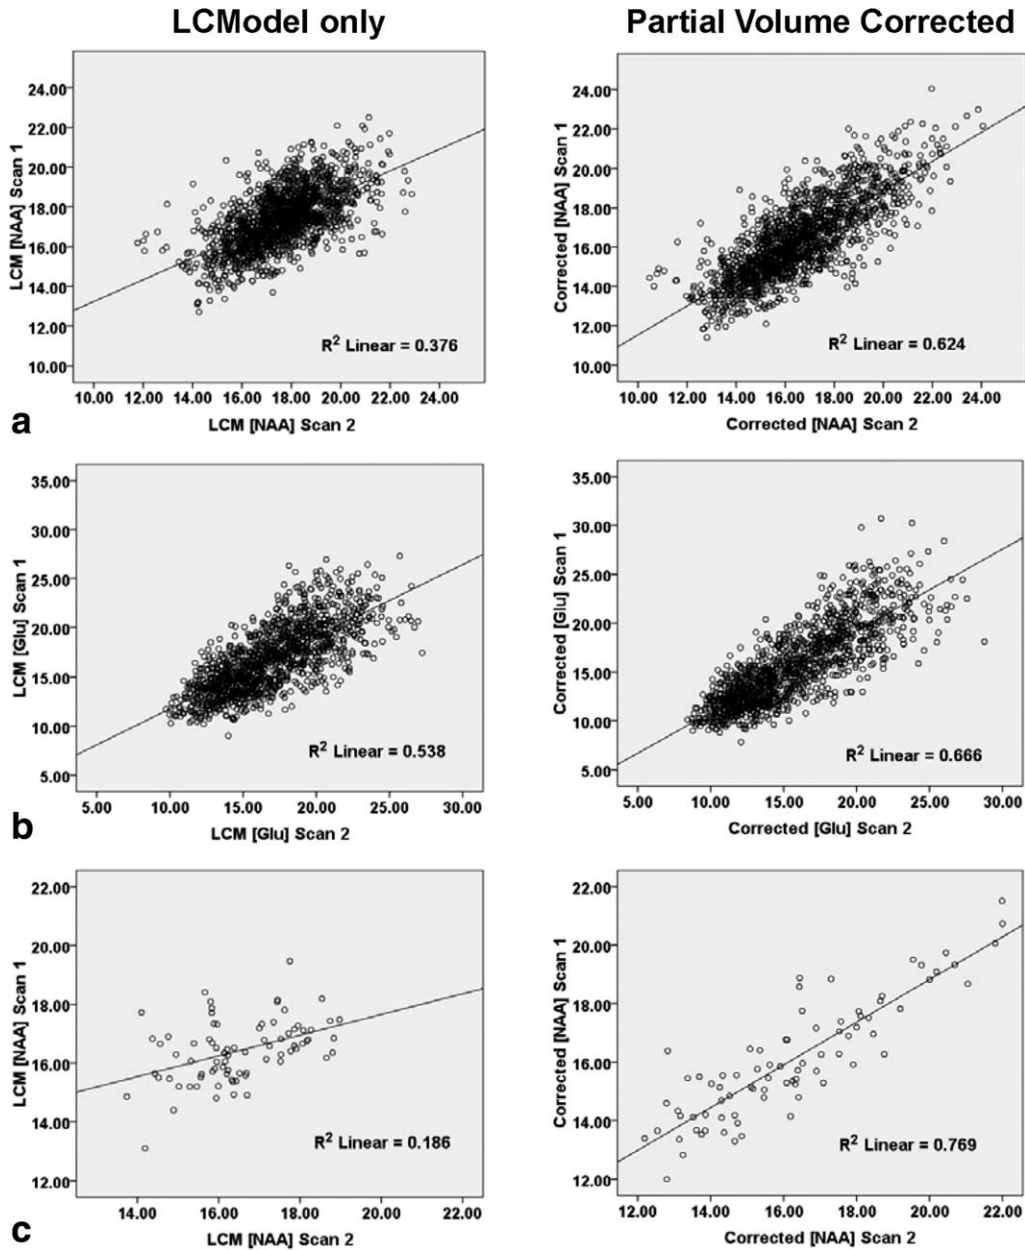 LCModel only
Partial Volume Corrected
LCM [NAA] Scan 1
24.00
22.00
20.00
18.00
16.00
14.00
12.00
10.00
R² Linear = 0.376
10.00 12.00 14.00 16.00 18.00 20.00 22.00 24.00
LCM [NAA] Scan 2
Corrected [NAA] Scan 1
24.00
22.00
20.00
18.00
16.00
14.00
12.00
10.00
R² Linear = 0.624
10.00 12.00 14.00 16.00 18.00 20.00 22.00 24.00
Corrected [NAA] Scan 2
a
LCM [Glu] Scan 1
35.00
30.00
25.00
20.00
15.00
10.00
5.00
R² Linear = 0.538
5.00 10.00 15.00 20.00 25.00 30.00
LCM [Glu] Scan 2
Corrected [Glu] Scan 1
35.00
30.00
25.00
20.00
15.00
10.00
5.00
R² Linear = 0.666
5.00 10.00 15.00 20.00 25.00 30.00
Corrected [Glu] Scan 2
b
LCM [NAA] Scan 1
22.00
20.00
18.00
16.00
14.00
12.00
R² Linear = 0.186
14.00 16.00 18.00 20.00 22.00
LCM [NAA] Scan 2
Corrected [NAA] Scan 1
22.00
20.00
18.00
16.00
14.00
12.00
R² Linear = 0.769
12.00 14.00 16.00 18.00 20.00 22.00
Corrected [NAA] Scan 2
c